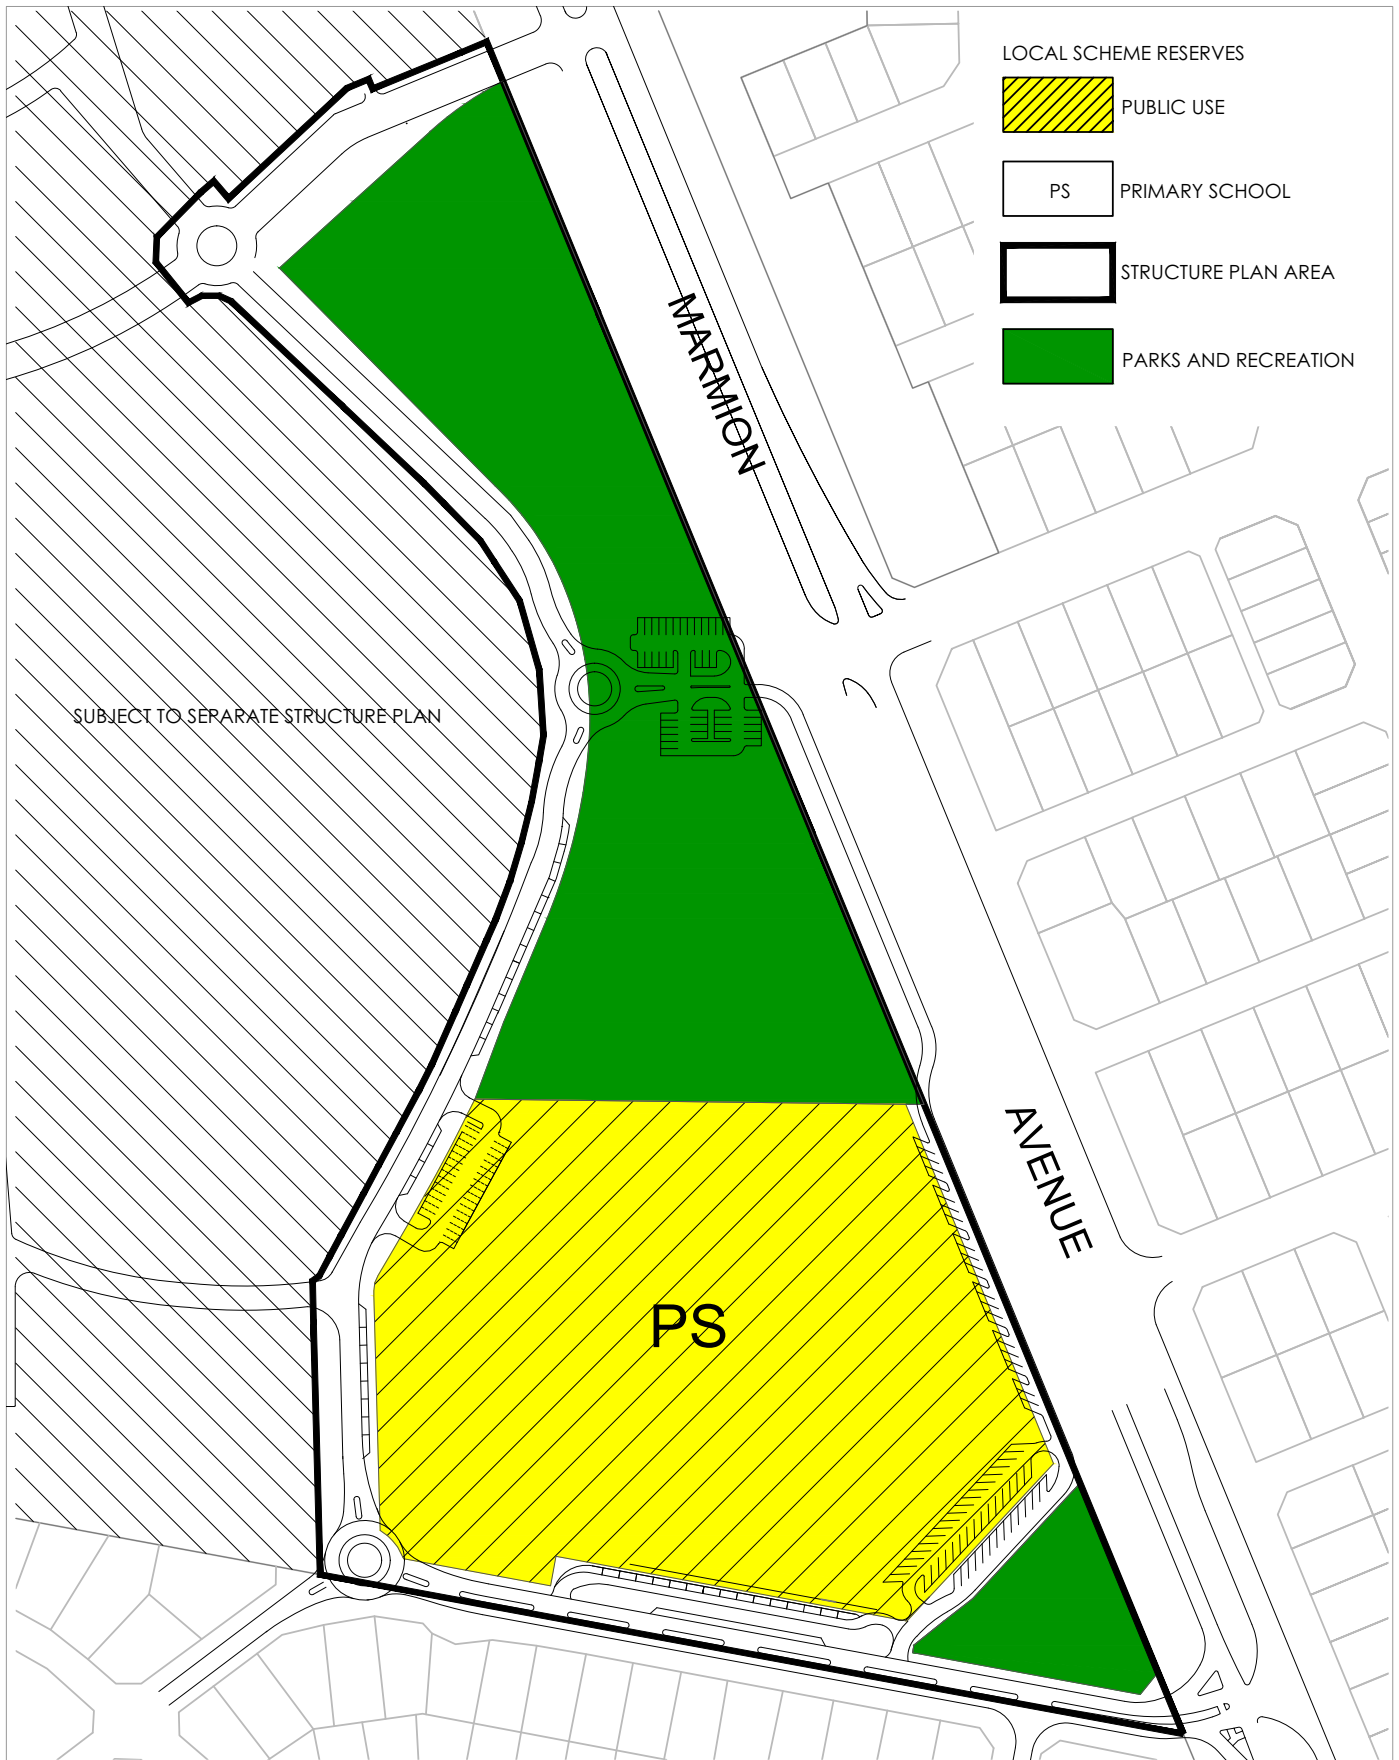 LOCAL SCHEME RESERVES
PUBLIC USE
PS PRIMARY SCHOOL
STRUCTURE PLAN AREA
PARKS AND RECREATION
MARMION
SUBJECT TO SEPARATE STRUCTURE PLAN
AVENUE
PS